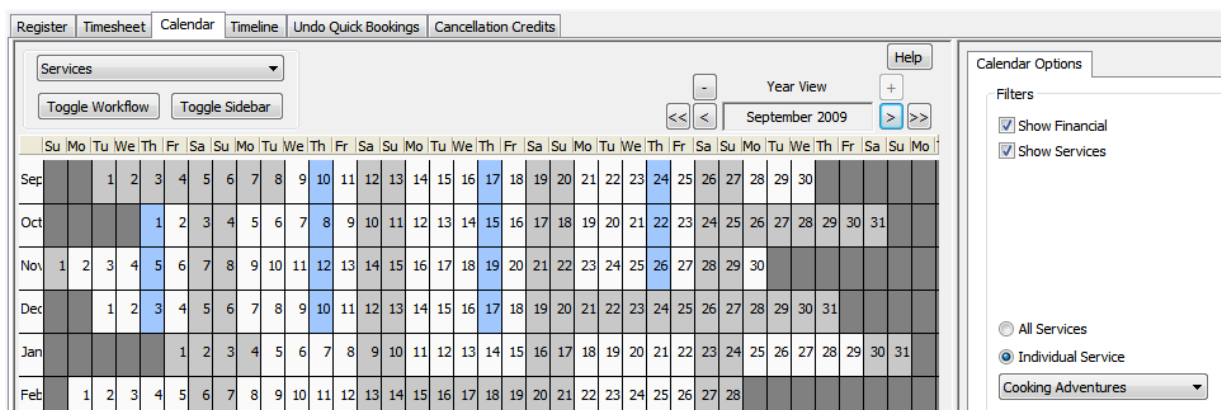 Register Timesheet Calendar Timeline Undo Quick Bookings Cancellation Credits
Services
Toggle Workflow Toggle Sidebar
Help
- Year View +
<< < September 2009 > >>
Su Mo Tu We Th Fr Sa Su Mo Tu We Th Fr Sa Su Mo Tu We Th Fr Sa Su Mo Tu We Th Fr Sa Su Mo Tu We Th Fr Sa Su Mo
Sep 1 2 3 4 5 6 7 8 9 10 11 12 13 14 15 16 17 18 19 20 21 22 23 24 25 26 27 28 29 30
Oct 1 2 3 4 5 6 7 8 9 10 11 12 13 14 15 16 17 18 19 20 21 22 23 24 25 26 27 28 29 30 31
Nov 1 2 3 4 5 6 7 8 9 10 11 12 13 14 15 16 17 18 19 20 21 22 23 24 25 26 27 28 29 30
Dec 1 2 3 4 5 6 7 8 9 10 11 12 13 14 15 16 17 18 19 20 21 22 23 24 25 26 27 28 29 30 31
Jan 1 2 3 4 5 6 7 8 9 10 11 12 13 14 15 16 17 18 19 20 21 22 23 24 25 26 27 28 29 30 31
Feb 1 2 3 4 5 6 7 8 9 10 11 12 13 14 15 16 17 18 19 20 21 22 23 24 25 26 27 28
Calendar Options
Filters
Show Financial
Show Services
All Services
Individual Service
Cooking Adventures